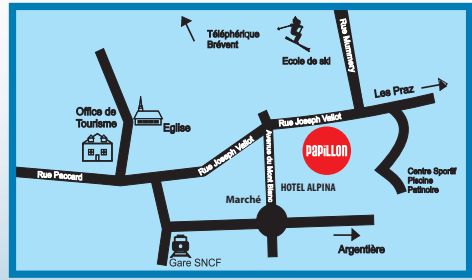 Téléphérique
Brévent
Ecole de ski
Rue Mummery
Les Praz
Office de
Tourisme
Eglise
Rue Joseph Vallot
PAPILLON
Rue Joseph Vallot
Avenue du Mont Blanc
Rue Paccard
HOTEL ALPINA
Centre Sportif
Piscine
Patinoire
Marché
Argentière
Gare SNCF